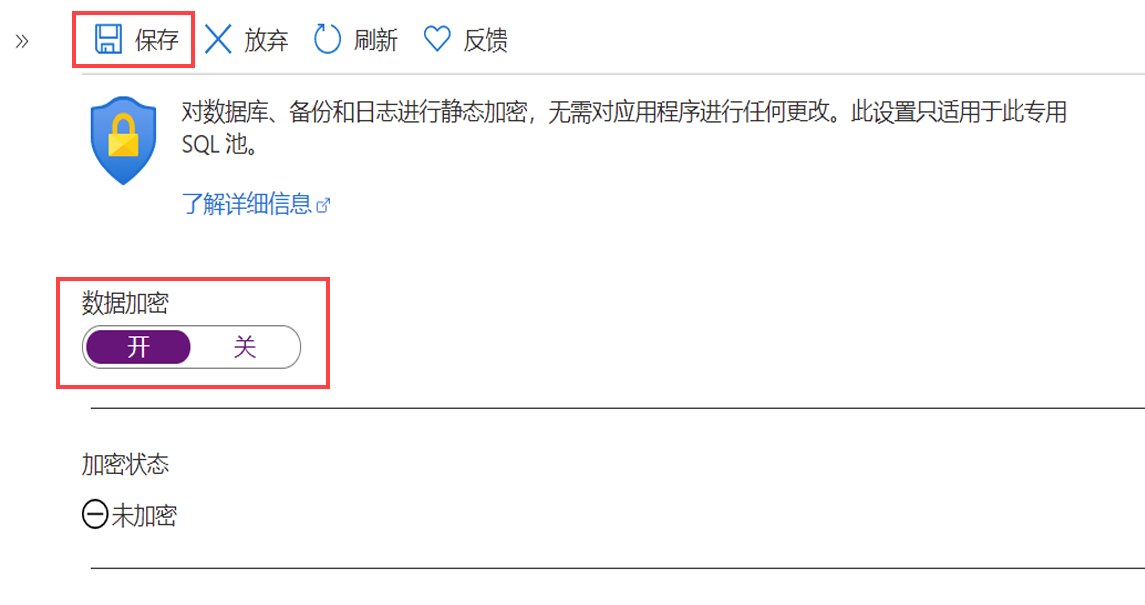 保存 放弃 刷新 反馈
对数据库、备份和日志进行静态加密，无需对应用程序进行任何更改。此设置只适用于此专用
SQL 池。
了解详细信息
数据加密
开 关
加密状态
未加密